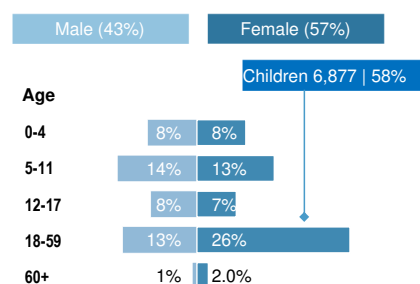 Male (43%) Female (57%)
Children 6,877 | 58%
Age
0-4 8% 8%
5-11 14% 13%
12-17 8% 7%
18-59 13% 26%
60+ 1% 2.0%